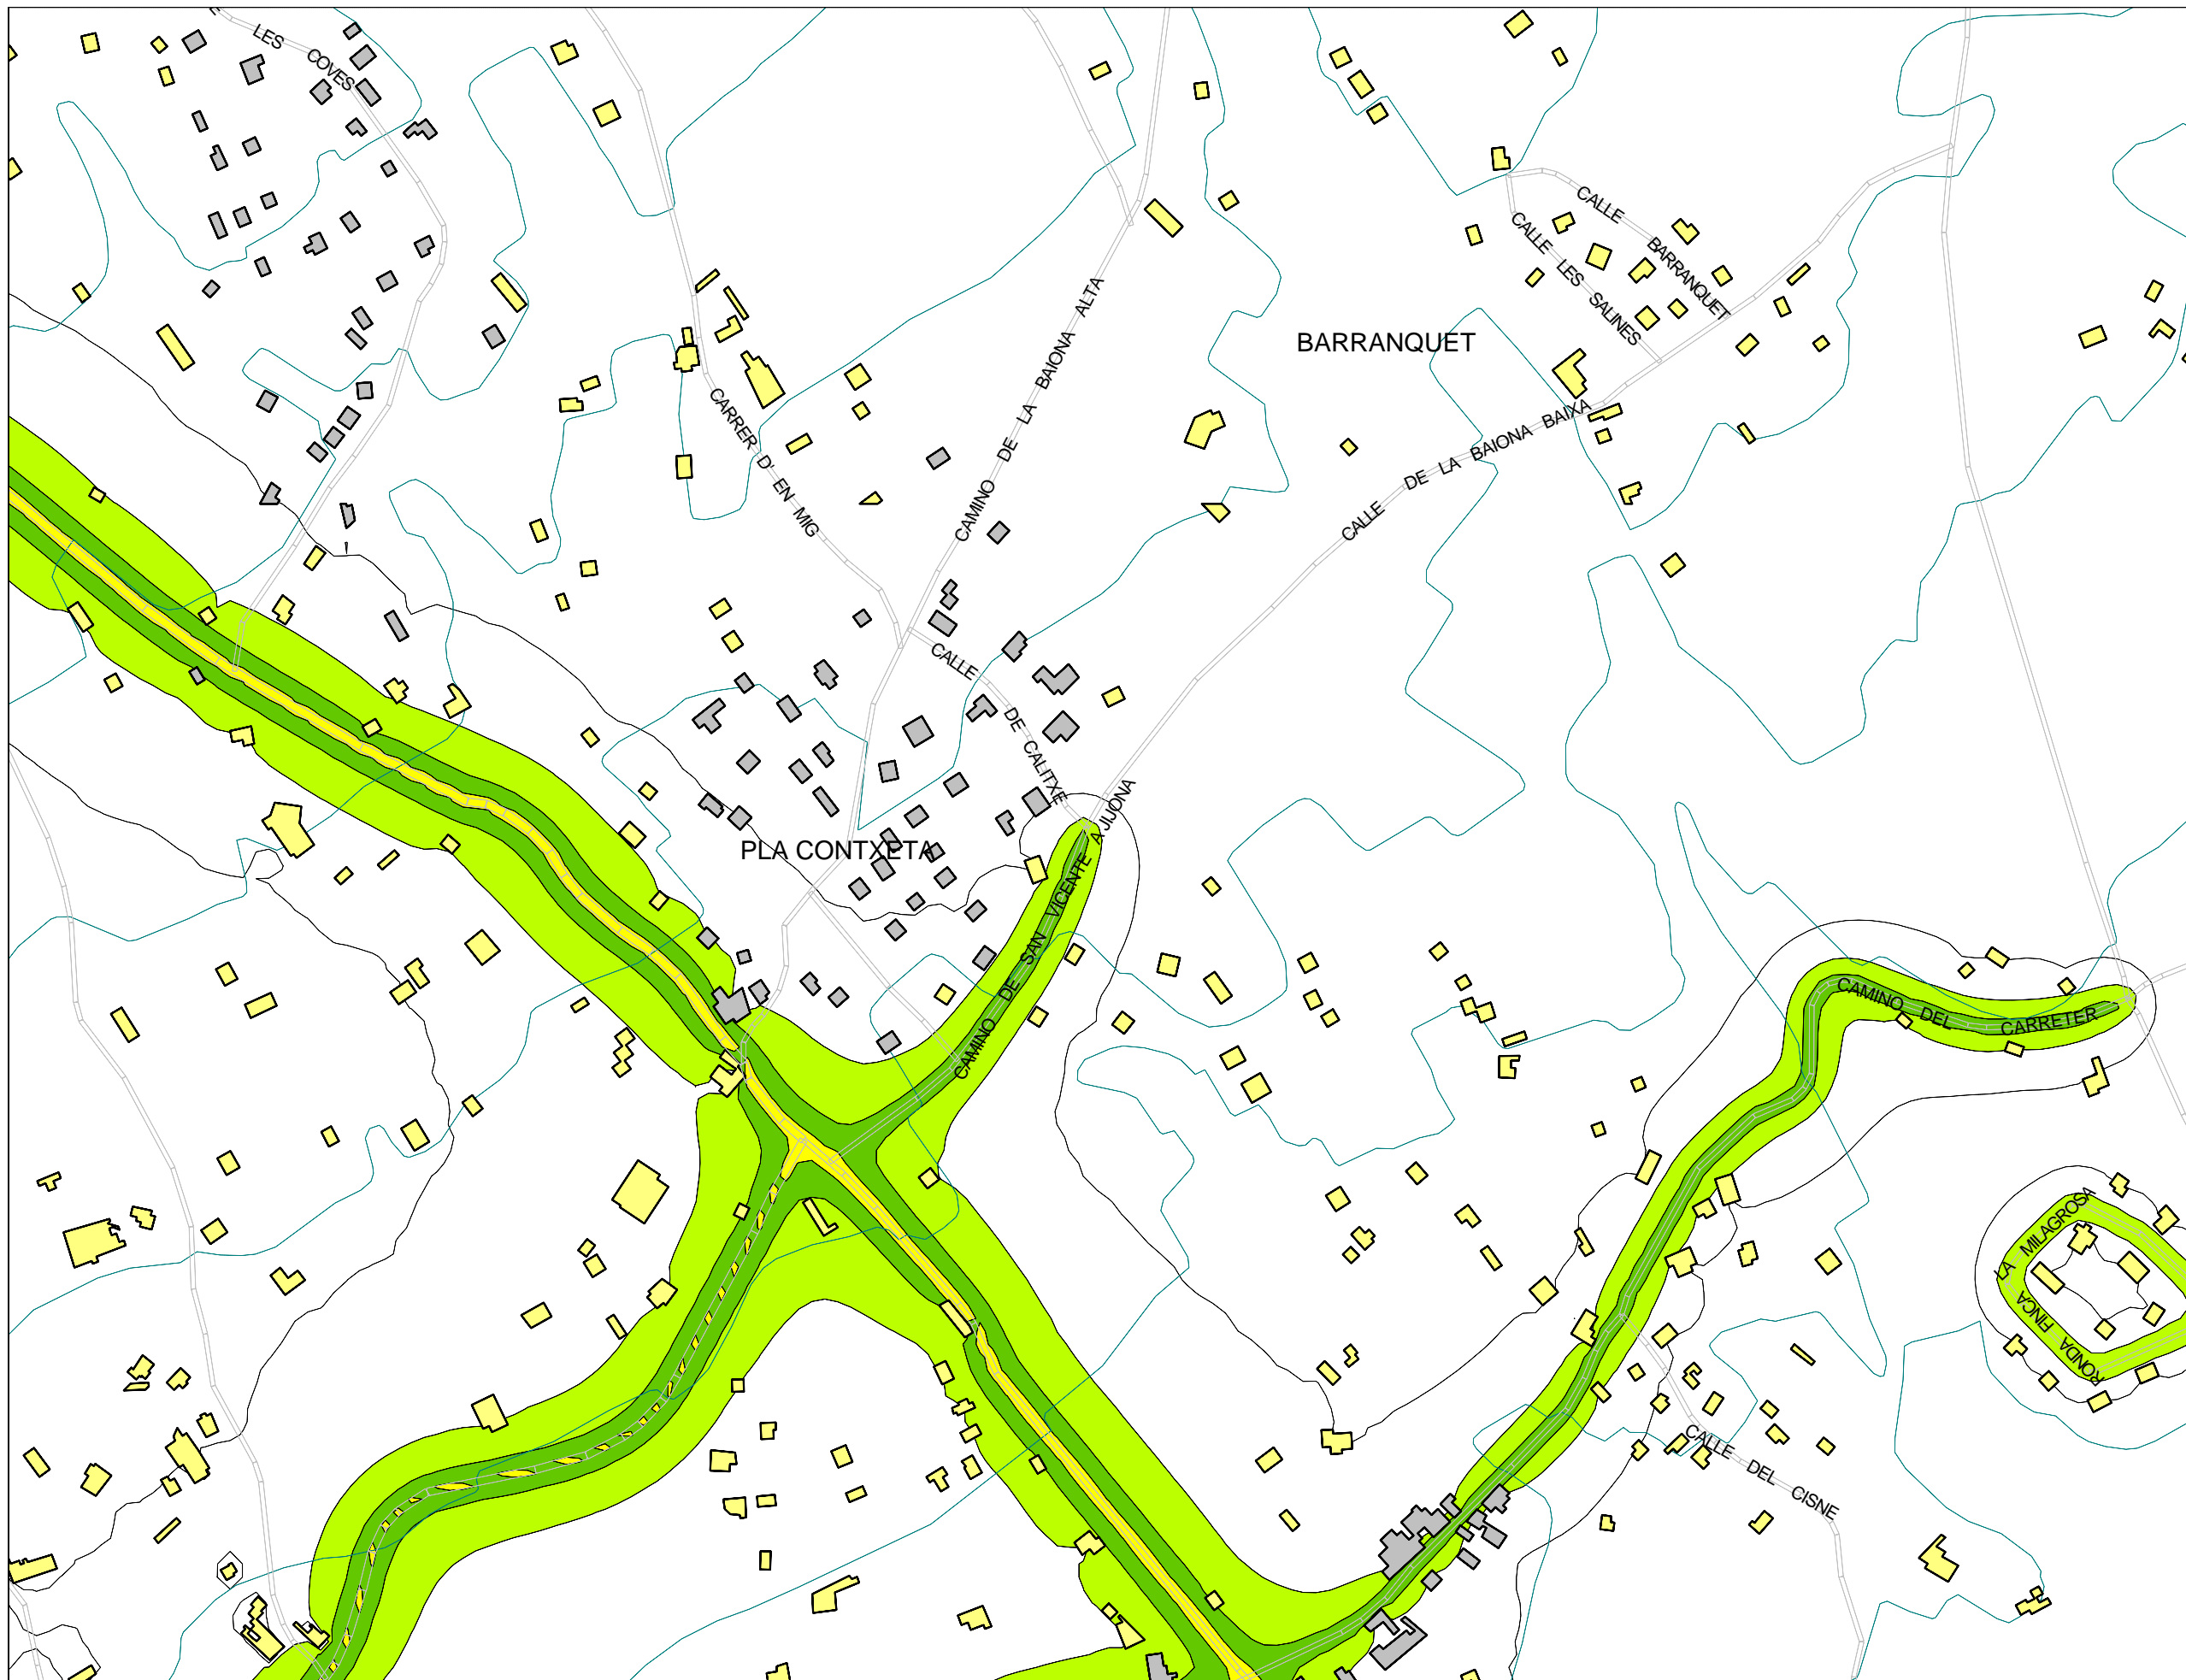 LES COVES
CALLE BARRANQUET
CALLE LES SALINES
BARRANQUET
CAMINO DE LA BAIONA ALTA
CARRER D' EN MIG
CALLE DE LA BAIONA BAIXA
CALLE DE CALITXE
PLA CONTXETA
CAMINO DE SAN VICENTE A JIJONA
CAMINO DEL CARRETER
RONDA FINCA LA MILAGROSA
CALLE DEL CISNE